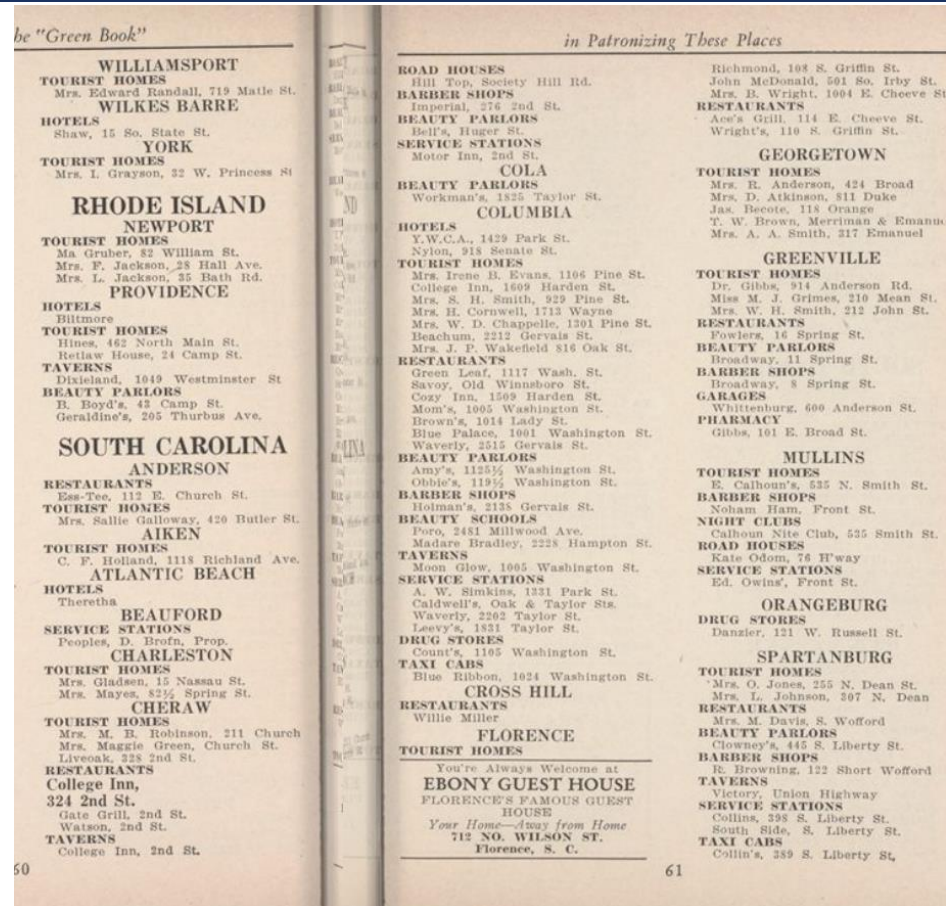 he "Green Book"
WILLIAMSPORT
TOURIST HOMES
Mrs. Edward Randall, 719 Matle St.
WILKES BARRE
HOTELS
Shaw, 15 So. State St.
YORK
TOURIST HOMES
Mrs. I. Grayson, 32 W. Princess St
RHODE ISLAND
NEWPORT
TOURIST HOMES
Ma Gruber, 82 William St.
Mrs. F. Jackson, 28 Hall Ave.
Mrs. L. Jackson, 35 Bath Rd.
PROVIDENCE
HOTELS
Biltmore
TOURIST HOMES
Hines, 462 North Main St.
Retlaw House, 24 Camp St.
TAVERNS
Dixieland, 1049 Westminster St
BEAUTY PARLORS
B. Boyd's, 43 Camp St.
Geraldine's, 205 Thurbus Ave.
SOUTH CAROLINA
ANDERSON
RESTAURANTS
Ess-Tee, 112 E. Church St.
TOURIST HOMES
Mrs. Sallie Galloway, 420 Butler St.
AIKEN
TOURIST HOMES
C. F. Holland, 1118 Richland Ave.
ATLANTIC BEACH
HOTELS
Theretha
BEAUFORD
SERVICE STATIONS
Peoples, D. Brofn, Prop.
CHARLESTON
TOURIST HOMES
Mrs. Gladsen, 15 Nassau St.
Mrs. Mayes, 82½ Spring St.
CHERAW
TOURIST HOMES
Mrs. M. B. Robinson, 211 Church
Mrs. Maggie Green, Church St.
Liveoak, 328 2nd St.
RESTAURANTS
College Inn,
324 2nd St.
Gate Grill, 2nd St.
Watson, 2nd St.
TAVERNS
College Inn, 2nd St.
60
in Patronizing These Places
ROAD HOUSES
Hill Top, Society Hill Rd.
BARBER SHOPS
Imperial, 276 2nd St.
BEAUTY PARLORS
Bell's, Huger St.
SERVICE STATIONS
Motor Inn, 2nd St.
COLA
BEAUTY PARLORS
Workman's, 1825 Taylor St.
COLUMBIA
HOTELS
Y.W.C.A., 1429 Park St.
Nylon, 918 Senate St.
TOURIST HOMES
Mrs. Irene B. Evans, 1106 Pine St.
College Inn, 1609 Harden St.
Mrs. S. H. Smith, 929 Pine St.
Mrs. H. Cornwell, 1713 Wayne
Mrs. W. D. Chappelle, 1301 Pine St.
Beachum, 2212 Gervais St.
Mrs. J. P. Wakefield 816 Oak St.
RESTAURANTS
Green Leaf, 1117 Wash. St.
Savoy, Old Winnsboro St.
Cozy Inn, 1509 Harden St.
Mom's, 1005 Washington St.
Brown's, 1014 Lady St.
Blue Palace, 1001 Washington St.
Waverly, 2515 Gervais St.
BEAUTY PARLORS
Amy's, 1125½ Washington St.
Obbie's, 119½ Washington St.
BARBER SHOPS
Holman's, 2138 Gervais St.
BEAUTY SCHOOLS
Poro, 2481 Millwood Ave.
Madare Bradley, 2228 Hampton St.
TAVERNS
Moon Glow, 1005 Washington St.
SERVICE STATIONS
A. W. Simkins, 1331 Park St.
Caldwell's, Oak & Taylor Sts.
Waverly, 2202 Taylor St.
Leevy's, 1831 Taylor St.
DRUG STORES
Count's, 1105 Washington St.
TAXI CABS
Blue Ribbon, 1024 Washington St.
CROSS HILL
RESTAURANTS
Willie Miller
FLORENCE
TOURIST HOMES
You're Always Welcome at
EBONY GUEST HOUSE
FLORENCE'S FAMOUS GUEST
HOUSE
Your Home—Away from Home
712 NO. WILSON ST.
Florence, S. C.
Richmond, 108 S. Griffin St.
John McDonald, 501 So. Irby St.
Mrs. B. Wright, 1004 E. Cheeve St
RESTAURANTS
Ace's Grill, 114 E. Cheeve St.
Wright's, 110 S. Griffin St.
GEORGETOWN
TOURIST HOMES
Mrs. R. Anderson, 424 Broad
Mrs. D. Atkinson, 811 Duke
Jas. Becote, 118 Orange
T. W. Brown, Merriman & Emanu
Mrs. A. A. Smith, 317 Emanuel
GREENVILLE
TOURIST HOMES
Dr. Gibbs, 914 Anderson Rd.
Miss M. J. Grimes, 210 Mean St.
Mrs. W. H. Smith, 212 John St.
RESTAURANTS
Fowlers, 16 Spring St.
BEAUTY PARLORS
Broadway, 11 Spring St.
BARBER SHOPS
Broadway, 8 Spring St.
GARAGES
Whittenburg, 600 Anderson St.
PHARMACY
Gibbs, 101 E. Broad St.
MULLINS
TOURIST HOMES
E. Calhoun's, 535 N. Smith St.
BARBER SHOPS
Noham Ham, Front St.
NIGHT CLUBS
Calhoun Nite Club, 535 Smith St.
ROAD HOUSES
Kate Odom, 76 H'way
SERVICE STATIONS
Ed. Owins', Front St.
ORANGEBURG
DRUG STORES
Danzler, 121 W. Russell St.
SPARTANBURG
TOURIST HOMES
Mrs. O. Jones, 255 N. Dean St.
Mrs. L. Johnson, 307 N. Dean
RESTAURANTS
Mrs. M. Davis, S. Wofford
BEAUTY PARLORS
Clowney's, 445 S. Liberty St.
BARBER SHOPS
R. Browning, 122 Short Wofford
TAVERNS
Victory, Union Highway
SERVICE STATIONS
Collins, 398 S. Liberty St.
South Side, S. Liberty St.
TAXI CABS
Collin's, 389 S. Liberty St.
61